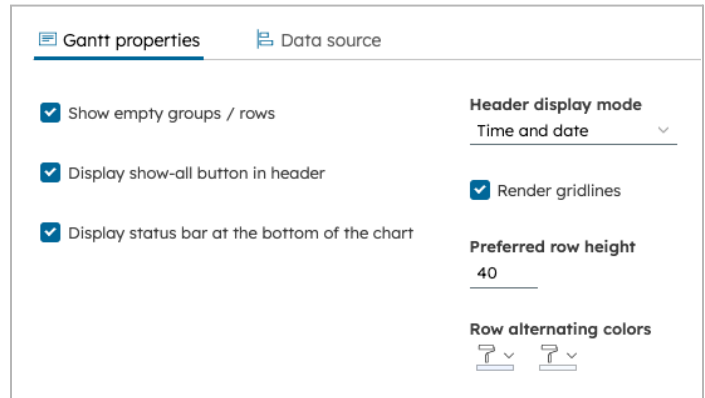 Gantt properties
Data source
Show empty groups / rows
Display show-all button in header
Display status bar at the bottom of the chart
Header display mode
Time and date
Render gridlines
Preferred row height
40
Row alternating colors